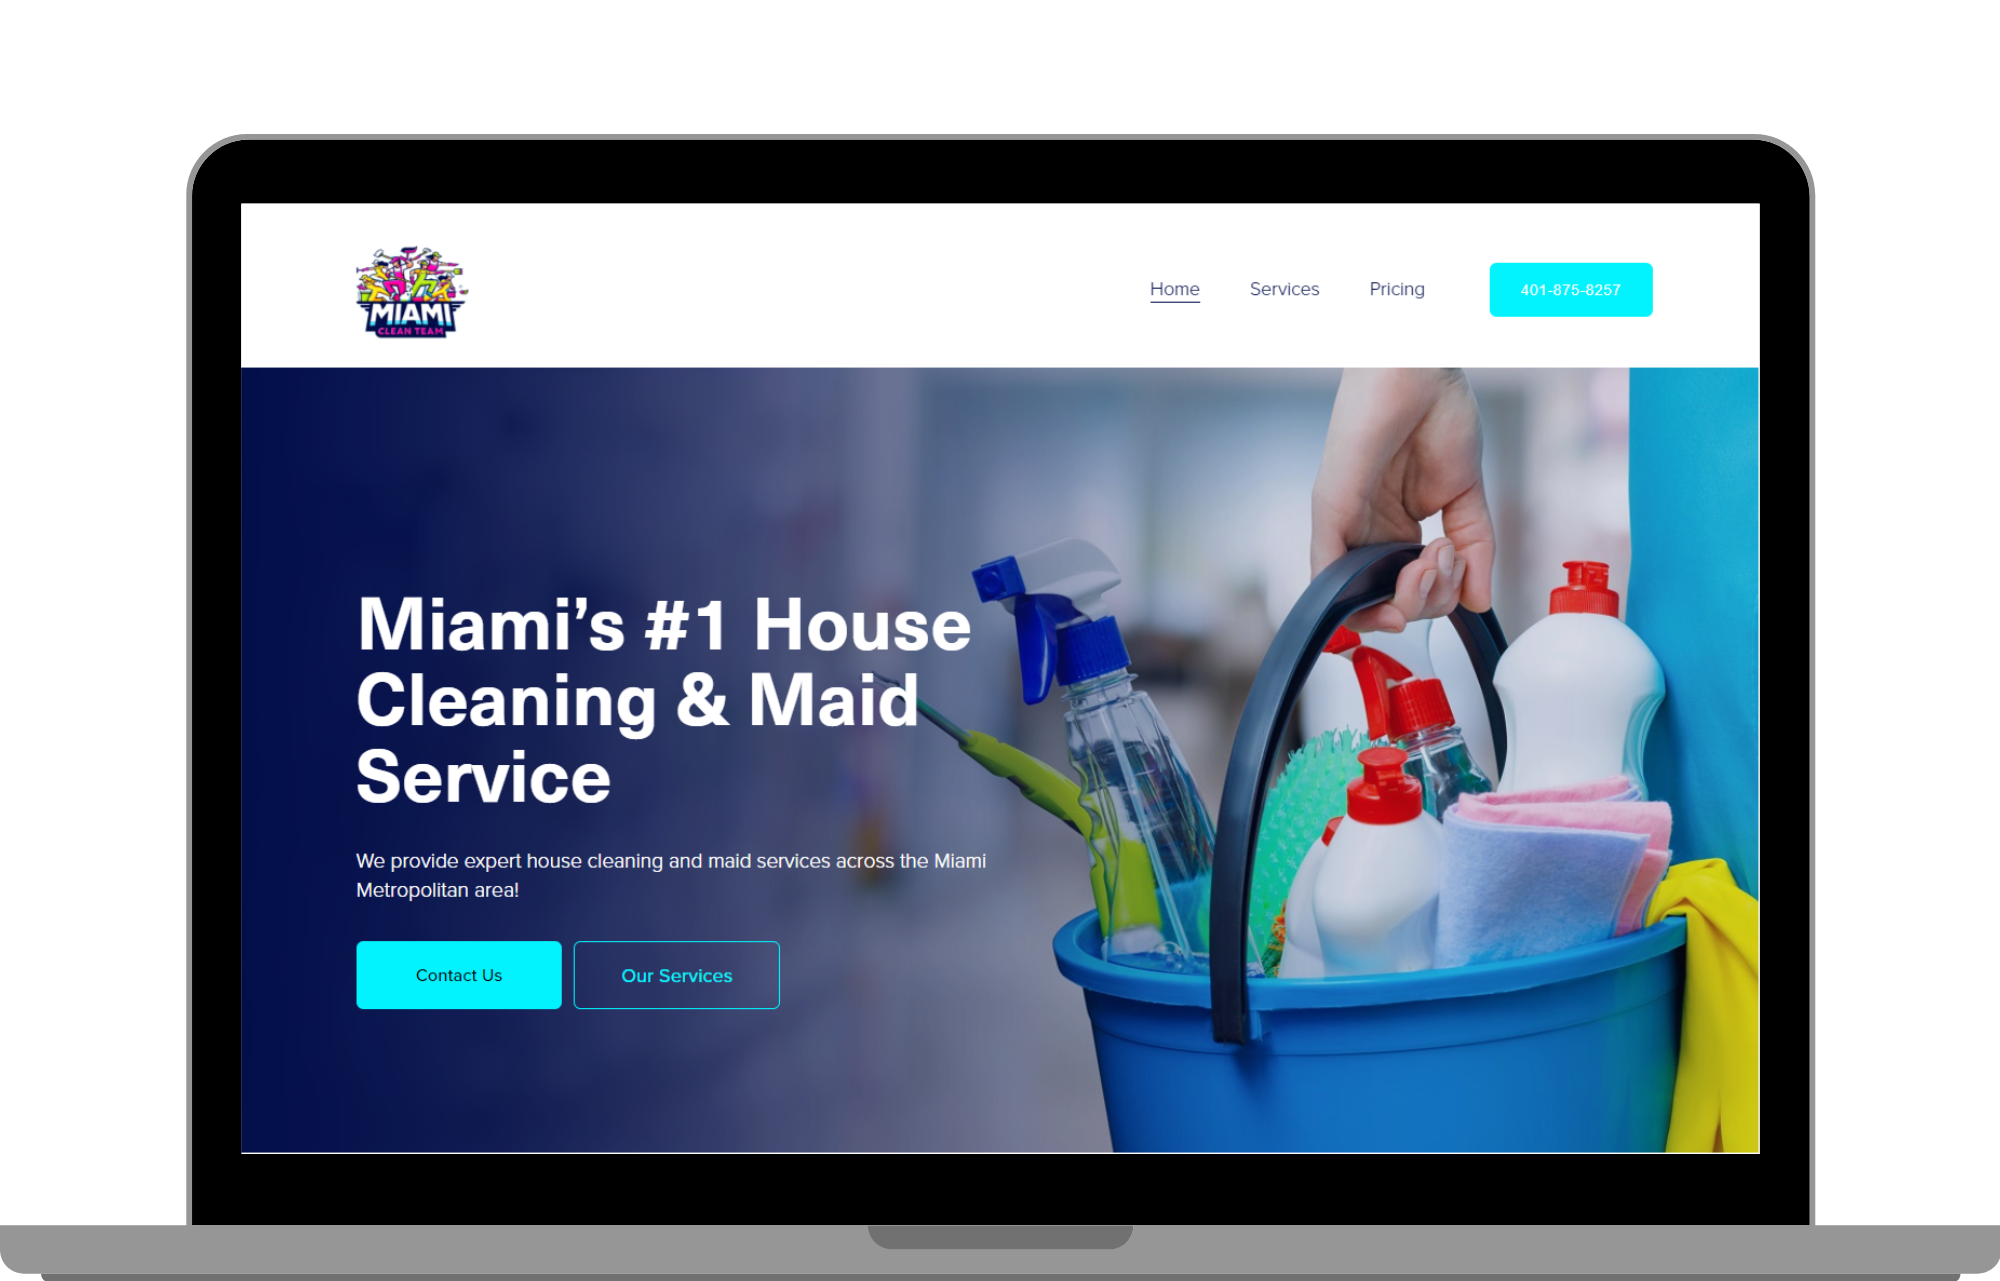 MIAMI
CLEAN TEAM
Home
Services
Pricing
401-875-8257
Miami’s #1 House
Cleaning & Maid
Service
We provide expert house cleaning and maid services across the Miami
Metropolitan area!
Contact Us
Our Services